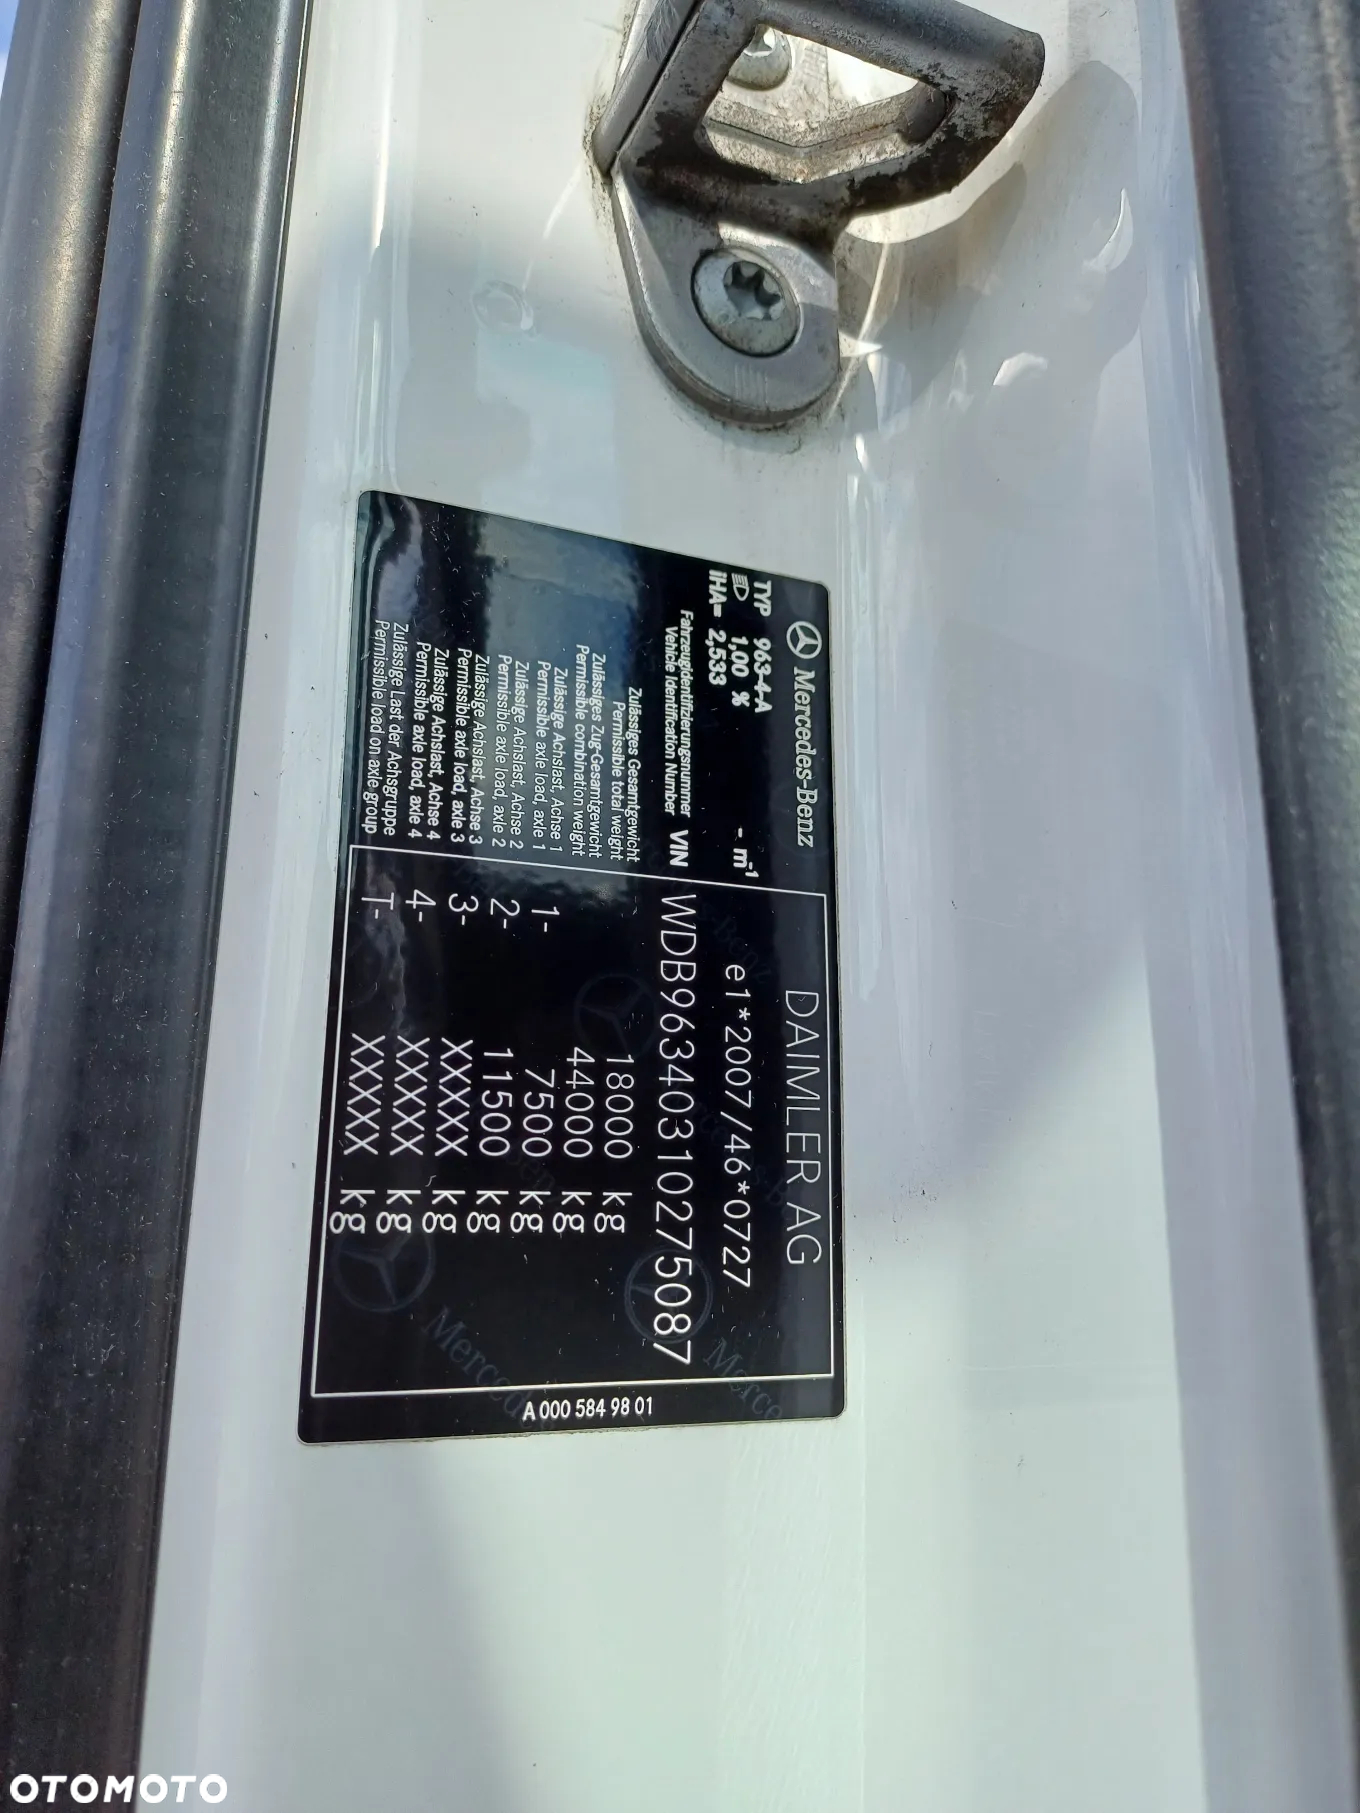 Mercedes-Benz
TYP 963-4-A
1,00 % - m-1
iHA= 2,533
DAIMLER AG
e1*2007/46*0727
Fahrzeugidentifizierungsnummer
Vehicle Identification Number VIN WDB9634031O275087
Zulässiges Gesamtgewicht
Permissible total weight 18000 kg
Zulässiges Zug-Gesamtgewicht
Permissible combination weight 44000 kg
Zulässige Achslast, Achse 1
Permissible axle load, axle 1 1- 7500 kg
Zulässige Achslast, Achse 2
Permissible axle load, axle 2 2- 11500 kg
Zulässige Achslast, Achse 3
Permissible axle load, axle 3 3- XXXXX kg
Zulässige Achslast, Achse 4
Permissible axle load, axle 4 4- XXXXX kg
Zulässige Last der Achsgruppe
Permissible load on axle group T- XXXXX kg
A 000 584 98 01
OTOMOTO